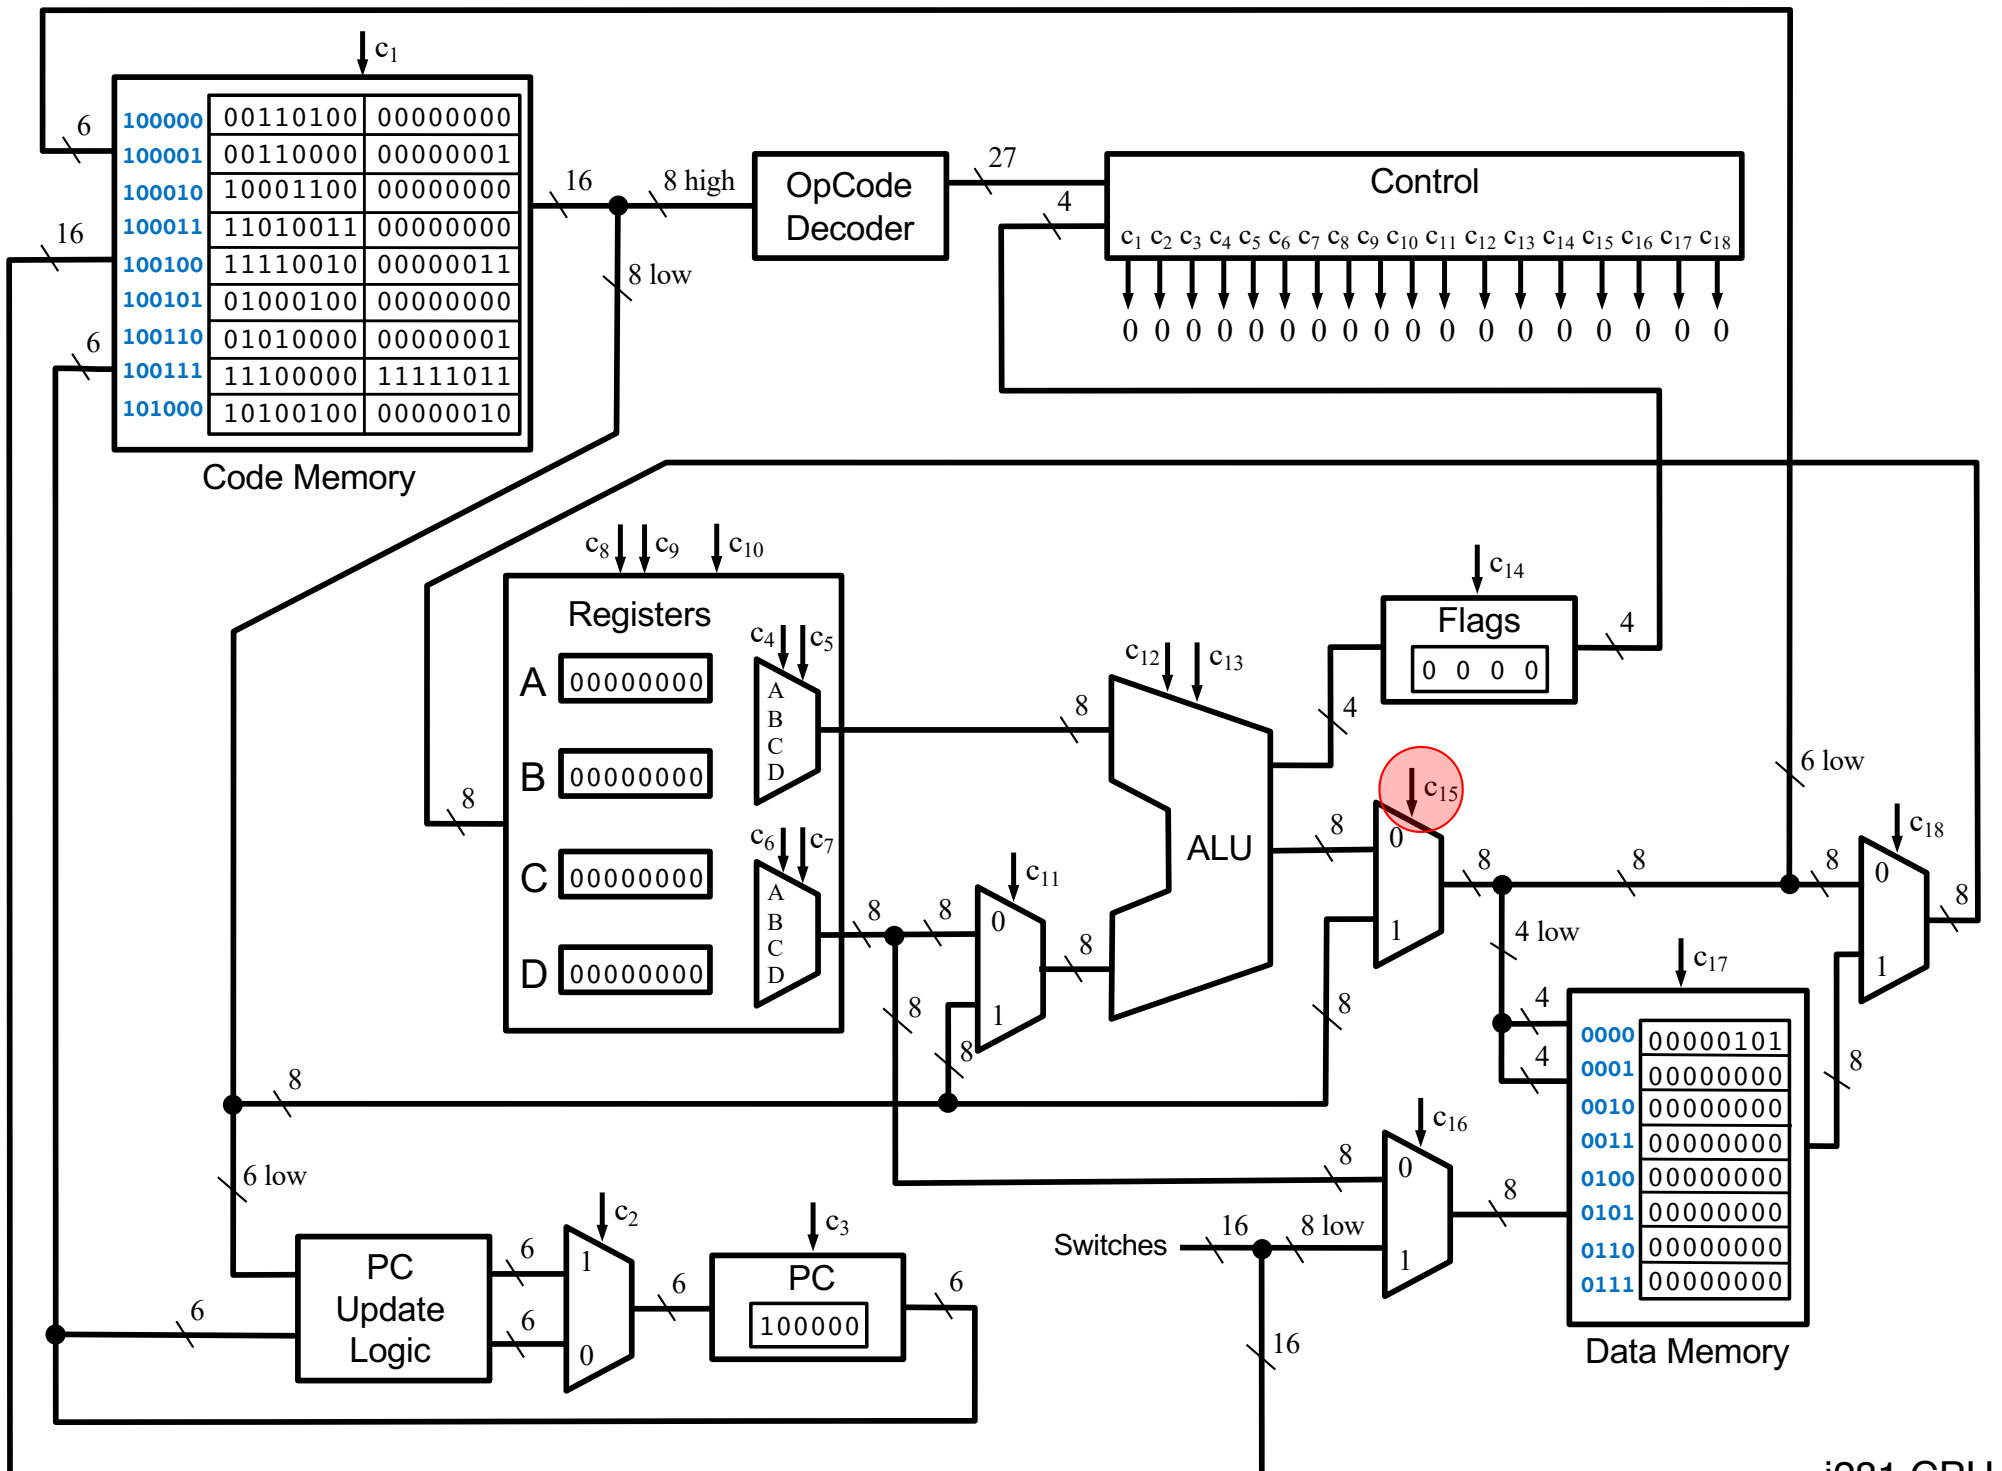 c1
100000 00110100 00000000
100001 00110000 00000001
100010 10001100 00000000
100011 11010011 00000000
100100 11110010 00000011
100101 01000100 00000000
100110 01010000 00000001
100111 11100000 11111011
101000 10100100 00000010
Code Memory
6
16
6
16
8 high
8 low
OpCode
Decoder
27
4
Control
c1 c2 c3 c4 c5 c6 c7 c8 c9 c10 c11 c12 c13 c14 c15 c16 c17 c18
0 0 0 0 0 0 0 0 0 0 0 0 0 0 0 0 0 0
c8 c9 c10
Registers
A 00000000
B 00000000
C 00000000
D 00000000
c4 c5
A
B
C
D
c6 c7
A
B
C
D
8
8
8
8
8
c11
0
1
8
8
c12 c13
ALU
c14
Flags
0 0 0 0
4
4
8
c15
0
1
8
8
8
4 low
6 low
8
c18
0
1
8
8
4
4
c17
0000 00000101
0001 00000000
0010 00000000
0011 00000000
0100 00000000
0101 00000000
0110 00000000
0111 00000000
Data Memory
8
6 low
PC
Update
Logic
6
6
6
c2
1
0
6
c3
PC
100000
6
Switches
16
8 low
16
8
c16
0
1
8